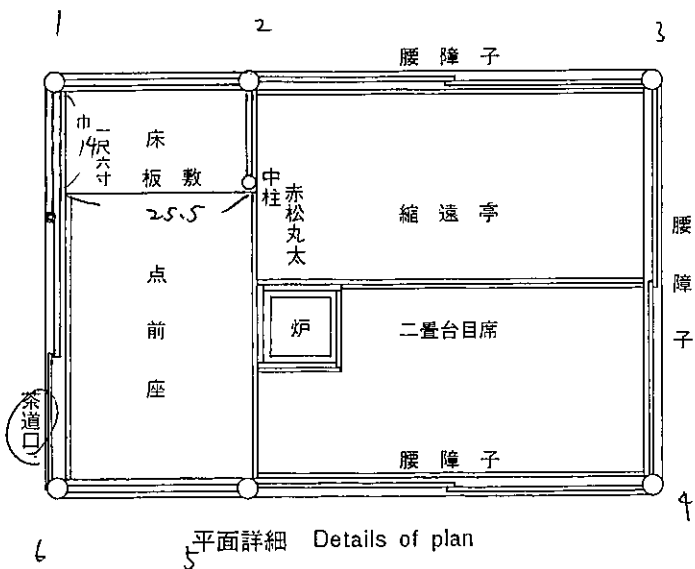 1
2
3
腰障子
巾一尺六寸
14
床
板敷
25.5
中柱
赤松丸太
縮遠亭
腰障子
点前座
炉
二畳台目席
茶道口
腰障子
4
平面詳細 Details of plan
5
6